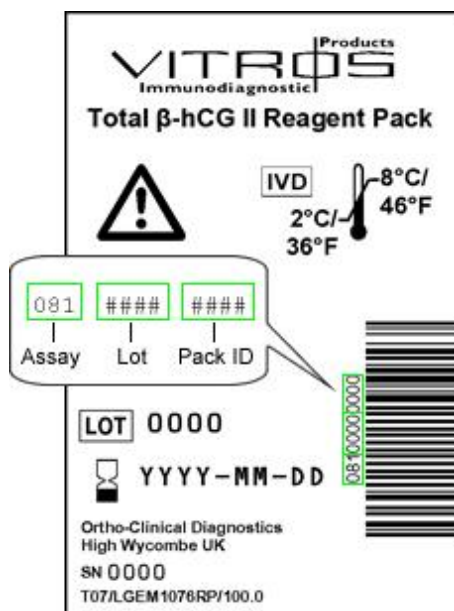 VITROS Products
Immunodiagnostic
Total β-hCG II Reagent Pack
IVD
8°C/
46°F
2°C/
36°F
081 #### ####
Assay Lot Pack ID
08100000000
LOT 0000
YYYY-MM-DD
Ortho-Clinical Diagnostics
High Wycombe UK
SN 0000
T07/LGEM1076RP/100.0